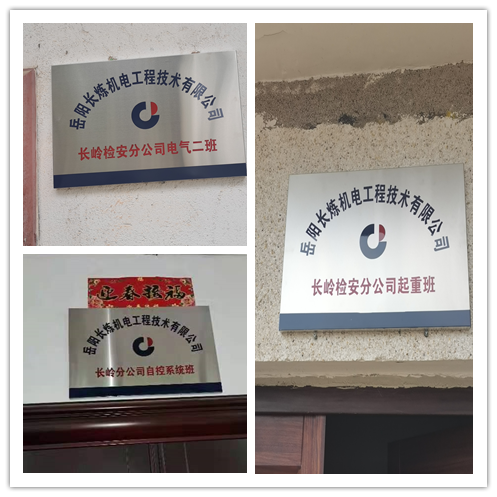 岳阳长炼机电工程技术有限公司
长岭检安分公司电气二班
岳阳长炼机电工程技术有限公司
长岭检安分公司起重班
迎春接福
岳阳长炼机电工程技术有限公司
长岭分公司自控系统班